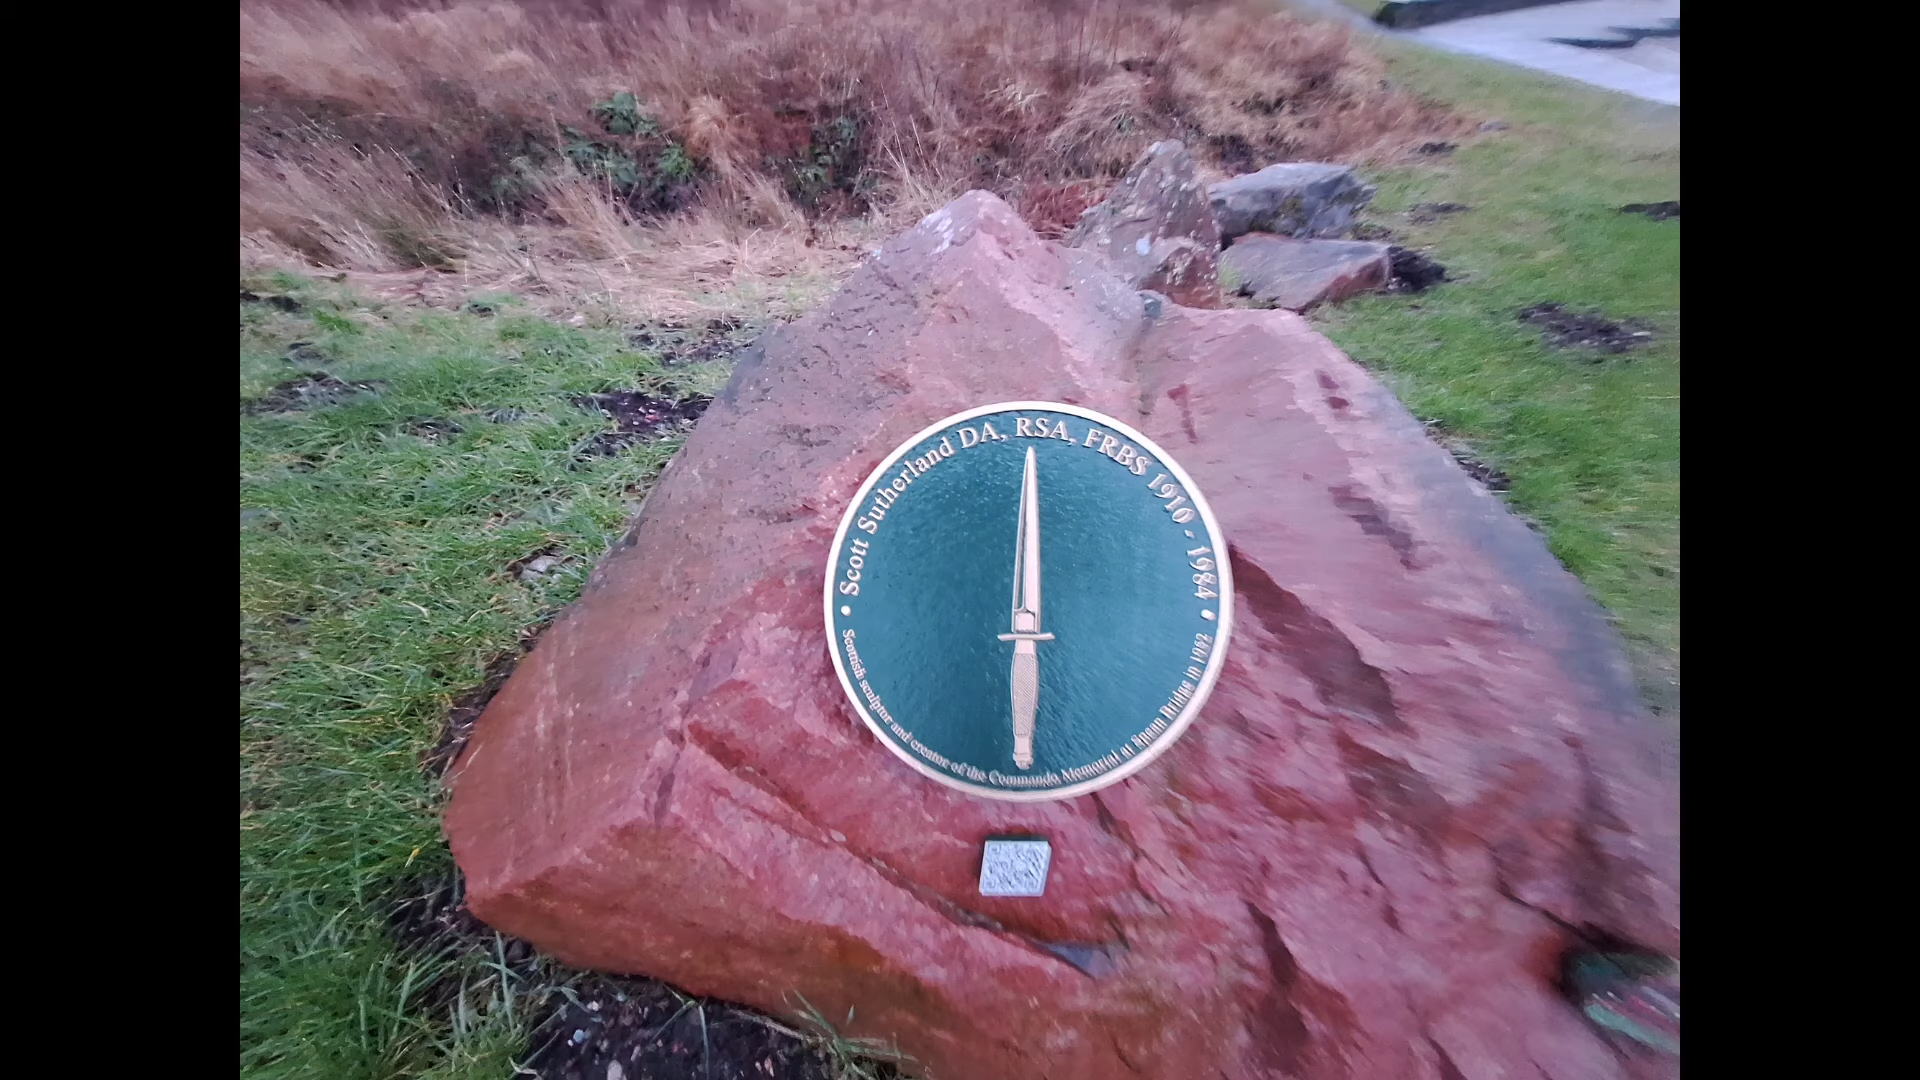 • Scott Sutherland DA, RSA, FRBS 1910 - 1984 •
Scottish sculptor and creator of the Commando Memorial at Spean Bridge in 1952